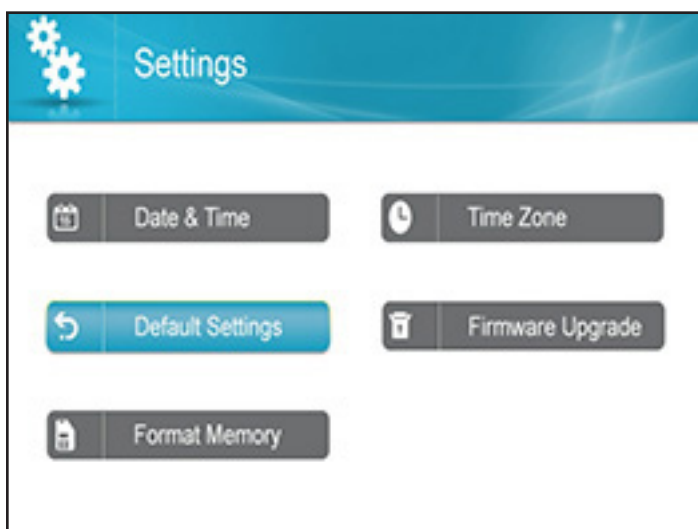 Settings
Date & Time
Time Zone
Default Settings
Firmware Upgrade
Format Memory